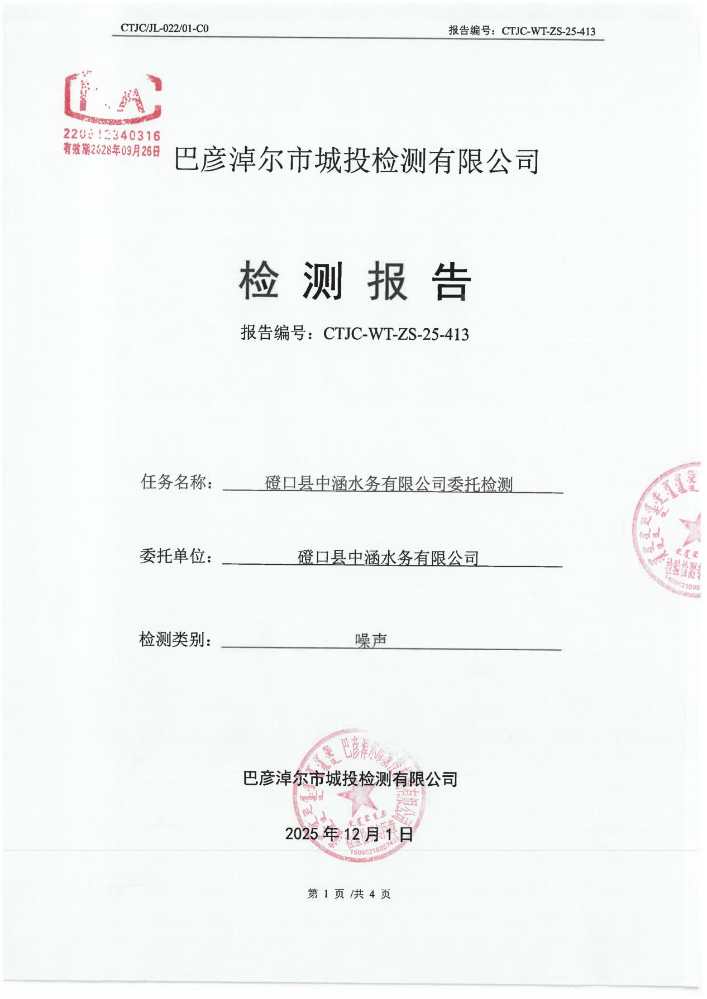 CTJC/JL-022/01-C0
报告编号：CTJC-WT-ZS-25-413
有效期2028年09月26日
巴彦淖尔市城投检测有限公司
检测报告
报告编号：CTJC-WT-ZS-25-413
任务名称：磴口县中涵水务有限公司委托检测
委托单位：磴口县中涵水务有限公司
检测类别：噪声
巴彦淖尔市城投检测有限公司
2025年12月1日
第 1 页 /共 4 页